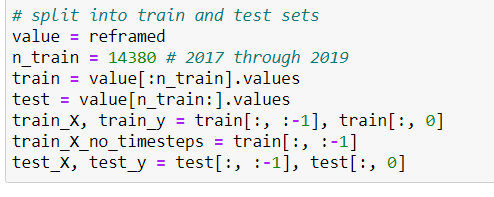 # split into train and test sets
value = reframed
n_train = 14380 # 2017 through 2019
train = value[:n_train].values
test = value[n_train:].values
train_X, train_y = train[:, :-1], train[:, 0]
train_X_no_timesteps = train[:, :-1]
test_X, test_y = test[:, :-1], test[:, 0]